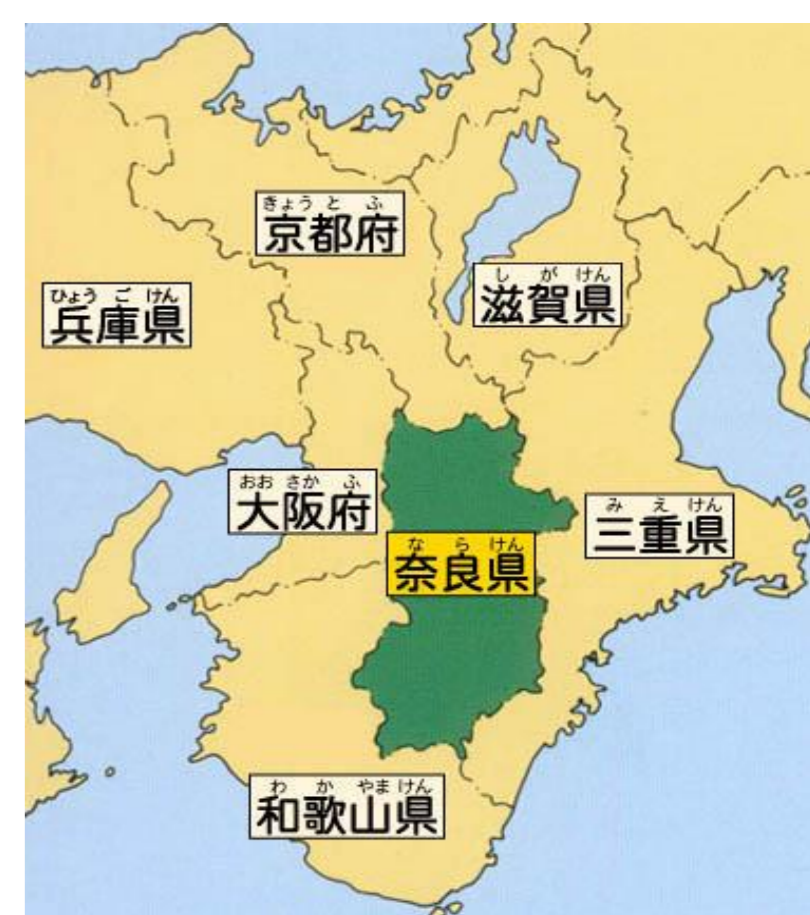 きょうとふ
京都府
しがけん
滋賀県
ひょうごけん
兵庫県
おおさかふ
大阪府
みえけん
三重県
ならけん
奈良県
わかやまけん
和歌山県